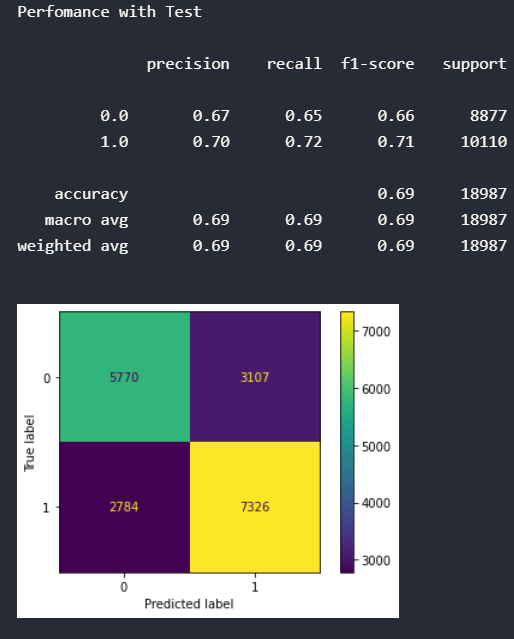 Perfomance with Test
precision recall f1-score support
0.0 0.67 0.65 0.66 8877
1.0 0.70 0.72 0.71 10110
accuracy 0.69 18987
macro avg 0.69 0.69 0.69 18987
weighted avg 0.69 0.69 0.69 18987
7000
0 5770 3107
6000
5000
True label
4000
1 2784 7326
3000
0 1
Predicted label